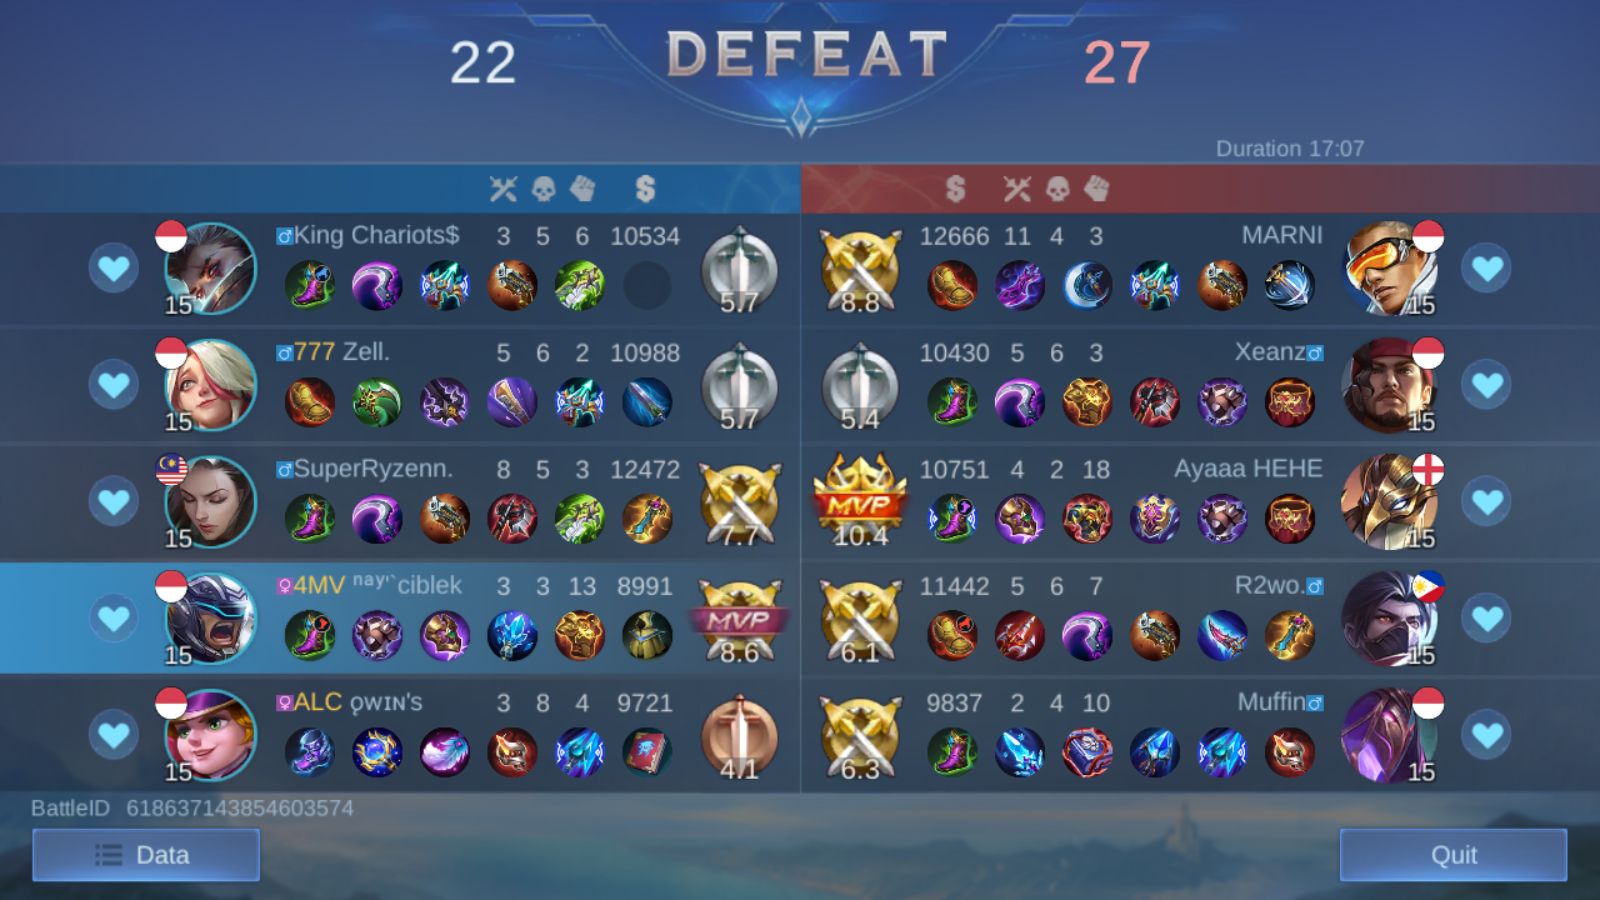 22 DEFEAT 27
Duration 17:07
King Chariots$ 3 5 6 10534 5.7 15
8.8 12666 11 4 3 MARNI 15
777 Zell. 5 6 2 10988 5.7 15
5.4 10430 5 6 3 Xeanz 15
SuperRyzenn. 8 5 3 12472 7.7 15
MVP 10.4 10751 4 2 18 Ayaaa HEHE 15
4MV ⁿᵃʸ'`ciblek 3 3 13 8991 MVP 8.6 15
6.1 11442 5 6 7 R2wo. 15
ALC ǫᴡɪɴ's 3 8 4 9721 4.1 15
6.3 9837 2 4 10 Muffin 15
BattleID 618637143854603574
Data
Quit